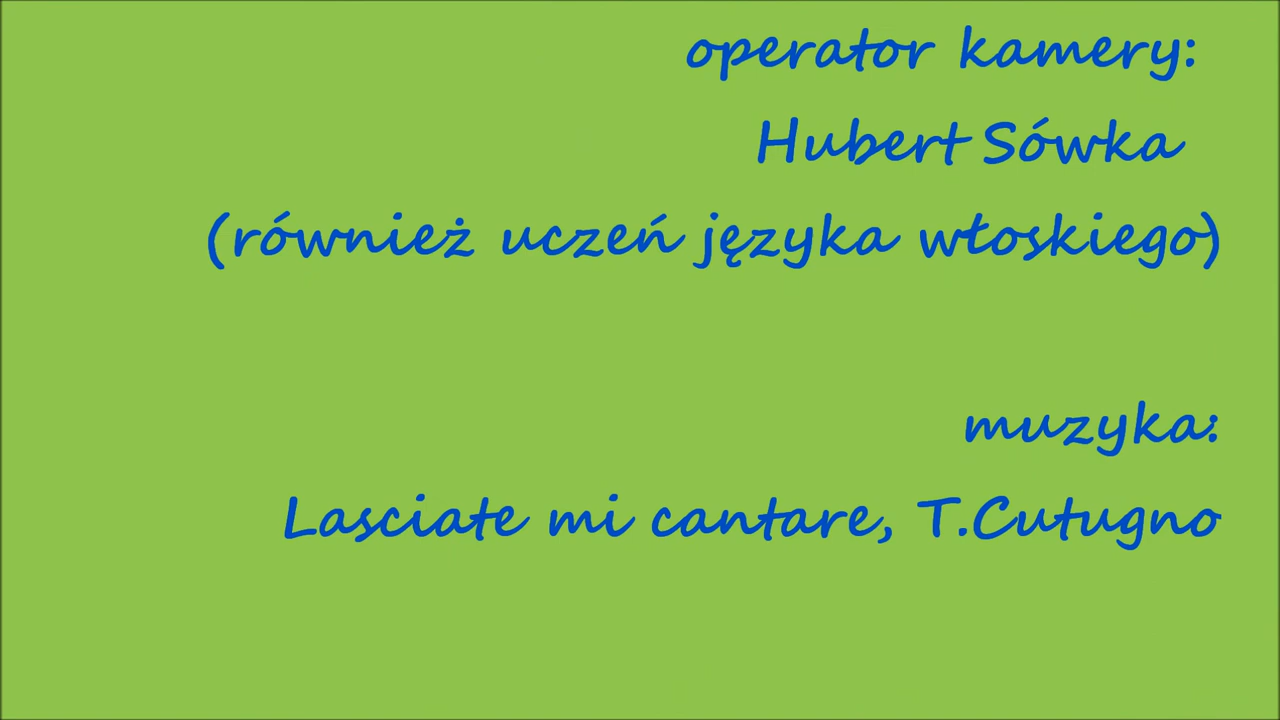 operator kamery:
Hubert Sówka
(również uczeń języka włoskiego)
muzyka:
Lasciate mi cantare, T.Cutugno